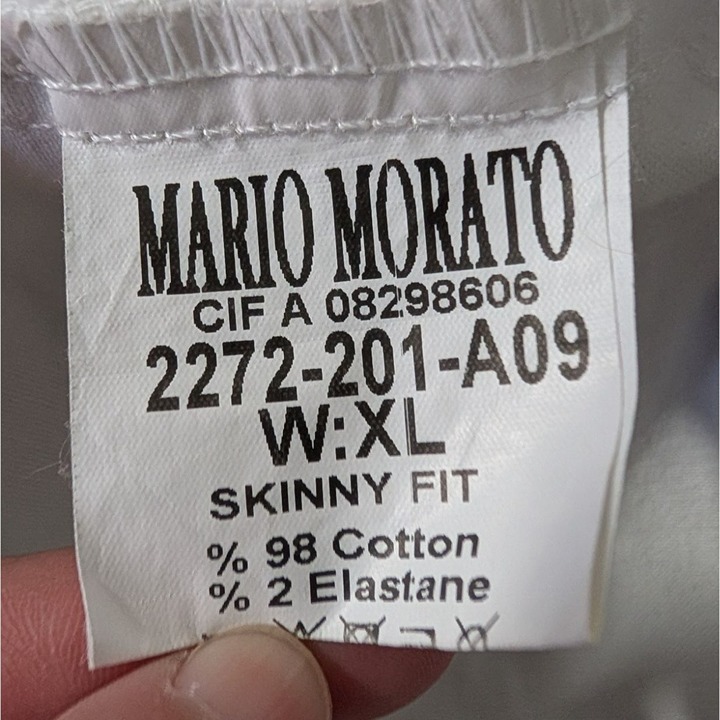 MARIO MORATO
CIF A 08298606
2272-201-A09
W:XL
SKINNY FIT
% 98 Cotton
% 2 Elastane